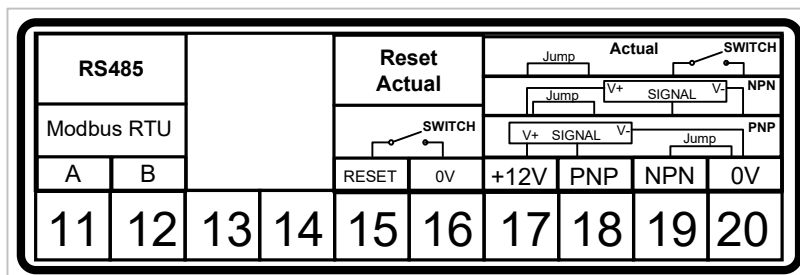 RS485
Modbus RTU
A B
Reset
Actual
SWITCH
RESET 0V
Actual
Jump SWITCH
V+ SIGNAL V- NPN
Jump
V+ SIGNAL V- PNP
Jump
+12V PNP NPN 0V
11 12 13 14 15 16 17 18 19 20